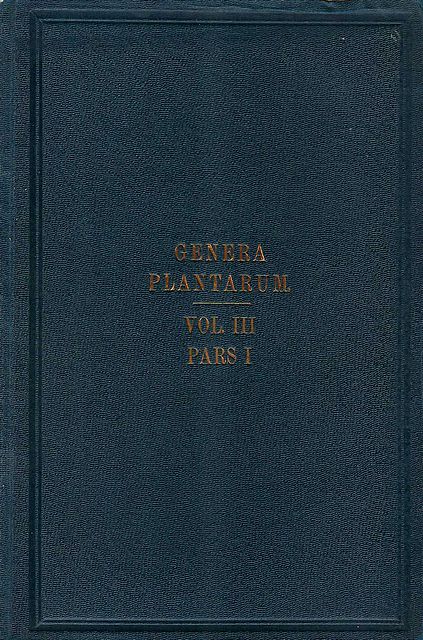 GENERA
PLANTARUM
VOL. III
PARS I